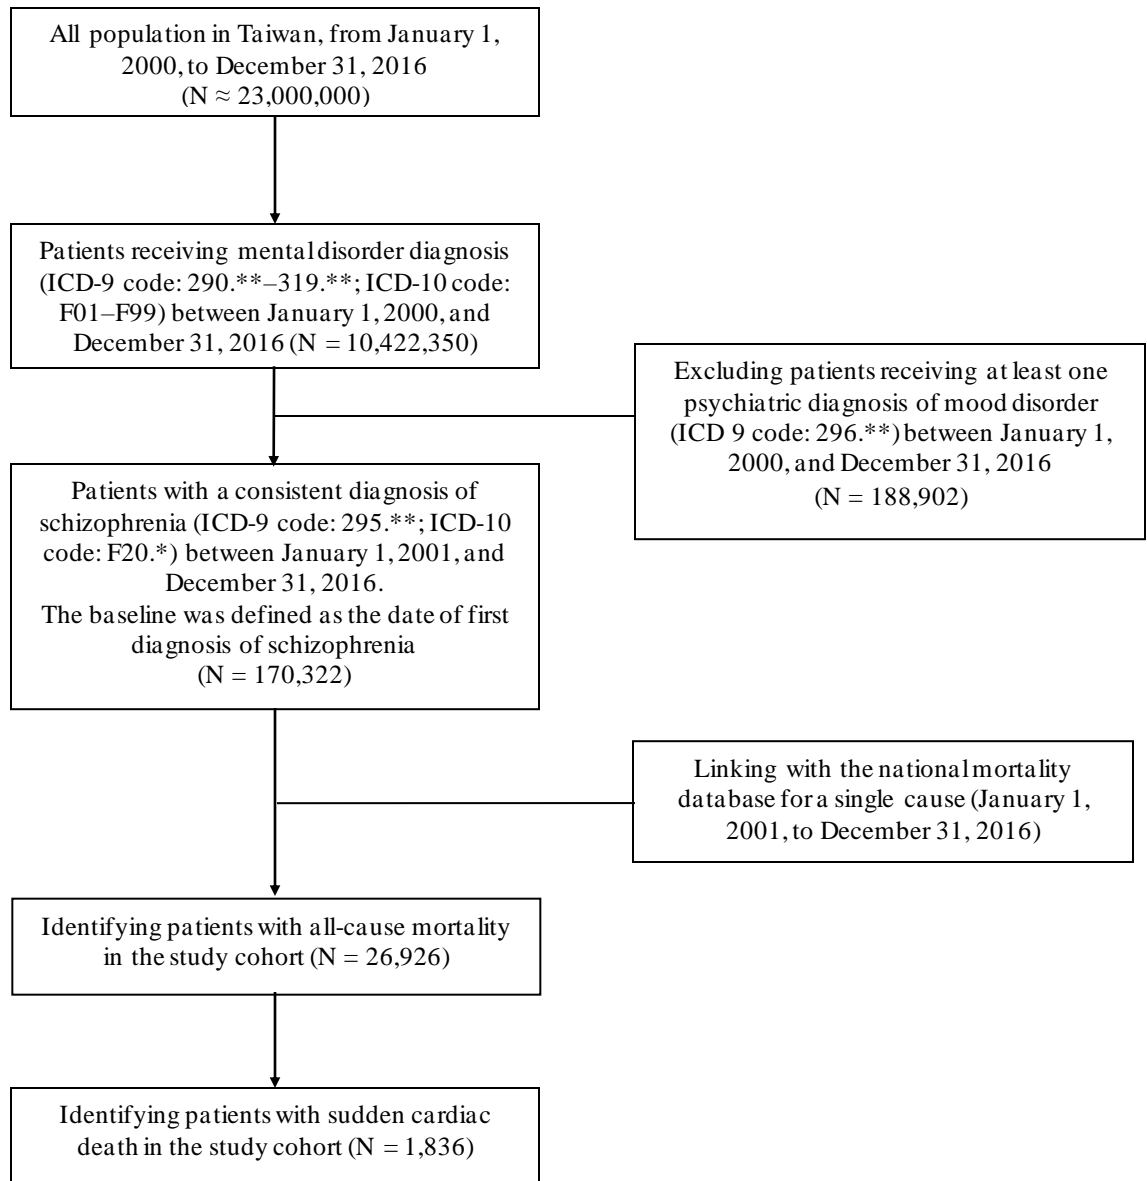 All population in Taiwan, from January 1,
2000, to December 31, 2016
(N ≈ 23,000,000)
Patients receiving mental disorder diagnosis
(ICD-9 code: 290.**–319.**; ICD-10 code:
F01–F99) between January 1, 2000, and
December 31, 2016 (N = 10,422,350)
Excluding patients receiving at least one
psychiatric diagnosis of mood disorder
(ICD 9 code: 296.**) between January 1,
2000, and December 31, 2016
(N = 188,902)
Patients with a consistent diagnosis of
schizophrenia (ICD-9 code: 295.**; ICD-10
code: F20.*) between January 1, 2001, and
December 31, 2016.
The baseline was defined as the date of first
diagnosis of schizophrenia
(N = 170,322)
Linking with the national mortality
database for a single cause (January 1,
2001, to December 31, 2016)
Identifying patients with all-cause mortality
in the study cohort (N = 26,926)
Identifying patients with sudden cardiac
death in the study cohort (N = 1,836)